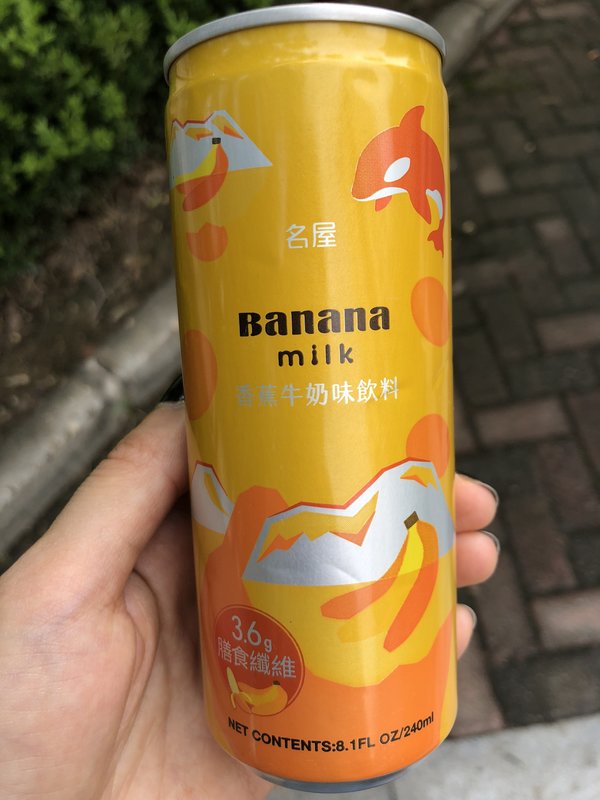 名屋
Banana
milk
香蕉牛奶味飲料
3.6g
膳食纖維
NET CONTENTS:8.1FL OZ/240ml